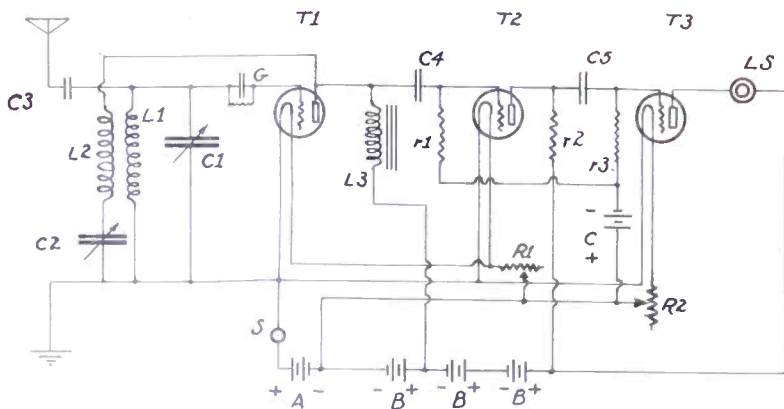 T1
T2
T3
C3
G
C4
C5
LS
L2
L1
C1
L3
r1
r2
r3
C2
R1
- C +
R2
S
+ A -
- B +
- B +
- B +